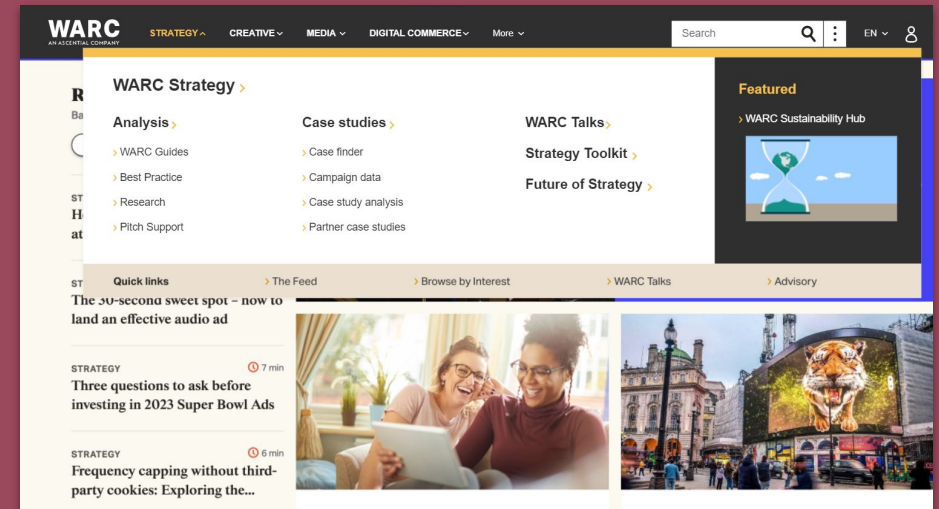 WARC
AN ASCENTIAL COMPANY
STRATEGY
CREATIVE
MEDIA
DIGITAL COMMERCE
More
Search
EN
WARC Strategy
Analysis
WARC Guides
Best Practice
Research
Pitch Support
Case studies
Case finder
Campaign data
Case study analysis
Partner case studies
WARC Talks
Strategy Toolkit
Future of Strategy
Featured
WARC Sustainability Hub
Quick links
The Feed
Browse by Interest
WARC Talks
Advisory
The 30-second sweet spot – how to
land an effective audio ad
STRATEGY
7 min
Three questions to ask before
investing in 2023 Super Bowl Ads
STRATEGY
6 min
Frequency capping without third-
party cookies: Exploring the...